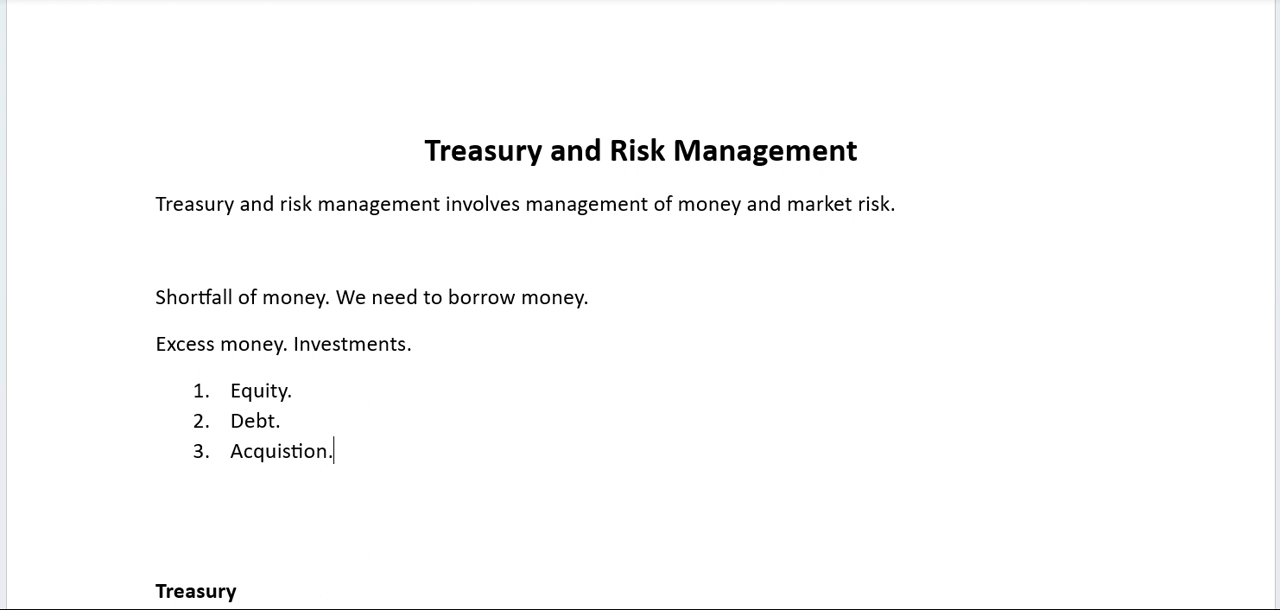 Treasury and Risk Management
Treasury and risk management involves management of money and market risk.
Shortfall of money. We need to borrow money.
Excess money. Investments.
1. Equity.
2. Debt.
3. Acquistion.
Treasury